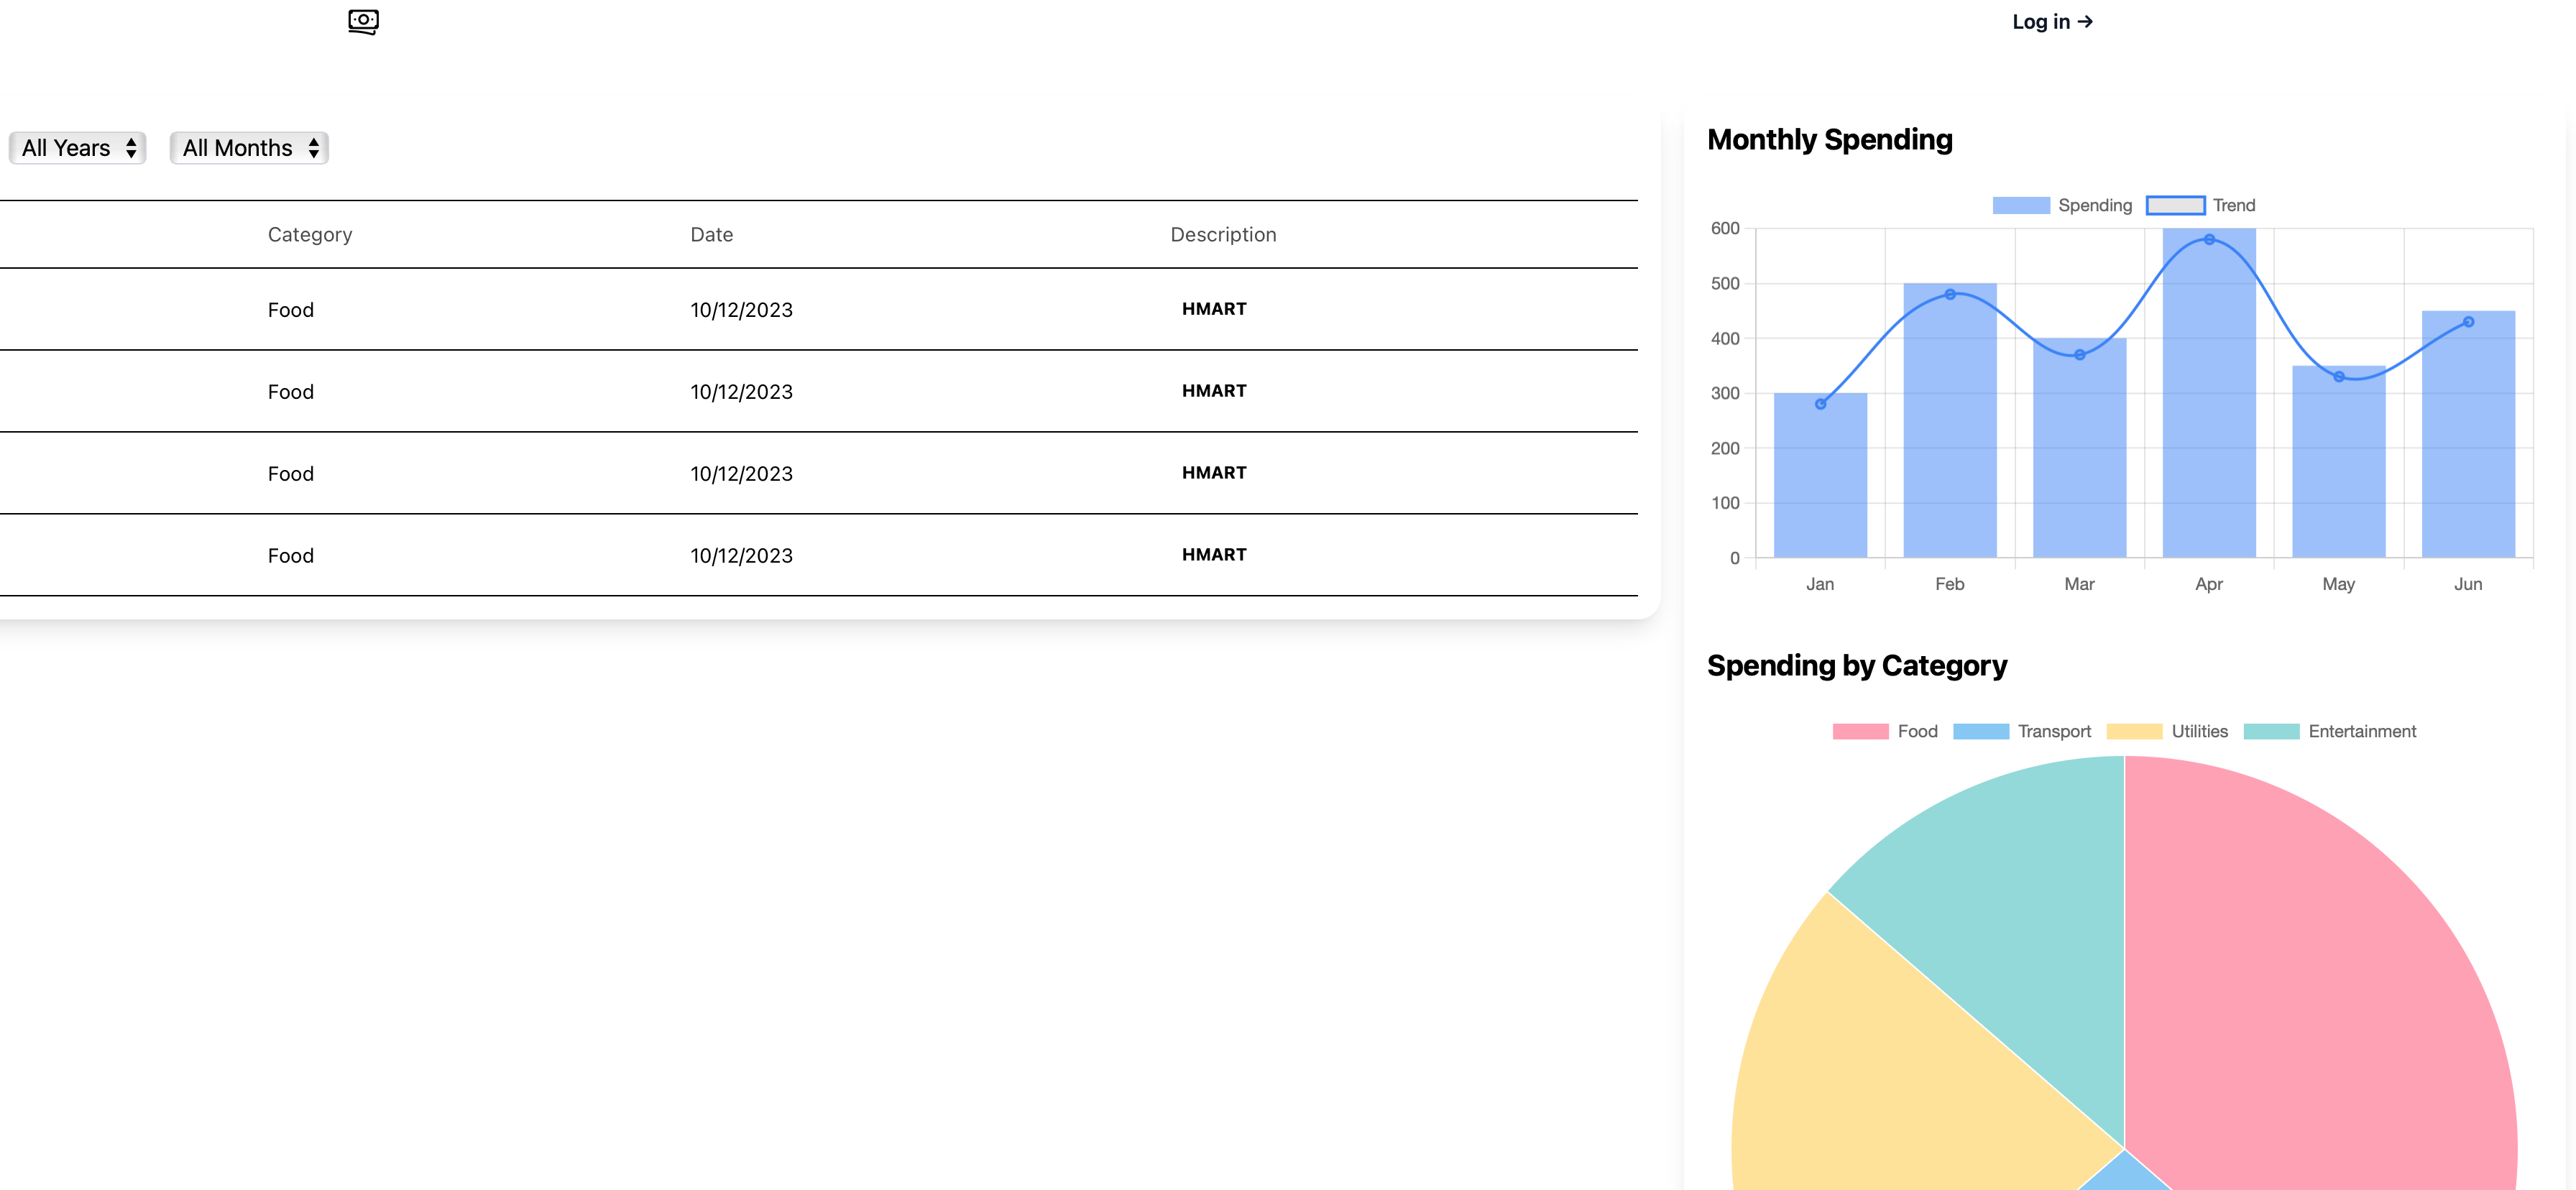 Log in →
All Years
All Months
Category Date Description
Food 10/12/2023 HMART
Food 10/12/2023 HMART
Food 10/12/2023 HMART
Food 10/12/2023 HMART
Monthly Spending
Spending Trend
600
500
400
300
200
100
0
Jan Feb Mar Apr May Jun
Spending by Category
Food Transport Utilities Entertainment